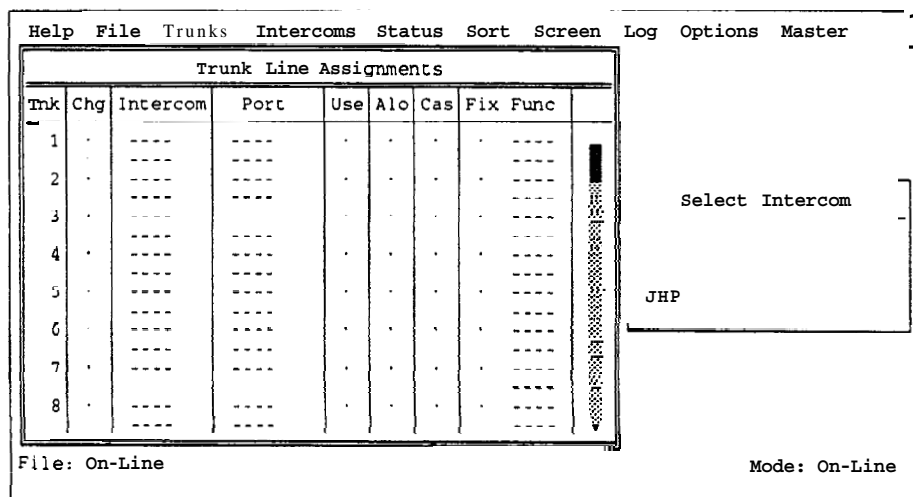 Help File Trunks Intercoms Status Sort Screen Log Options Master
Trunk Line Assignments
Tnk Chg Intercom Port Use Alo Cas Fix Func
1 . ---- ---- . . . . ----
---- ---- ----
2 . ---- ---- . . . . ----
---- ---- ----
3 . ---- . . . . ----
---- ---- ----
4 . ---- ---- . . . . ----
---- ---- ----
5 . ---- ---- . . . . ----
---- ---- ----
6 . ---- ---- . . . . ----
---- ---- ----
7 . ---- ---- . . . . ----
----
8 . ---- ---- . . . . ----
---- ---- ----
Select Intercom
JHP
File: On-Line
Mode: On-Line